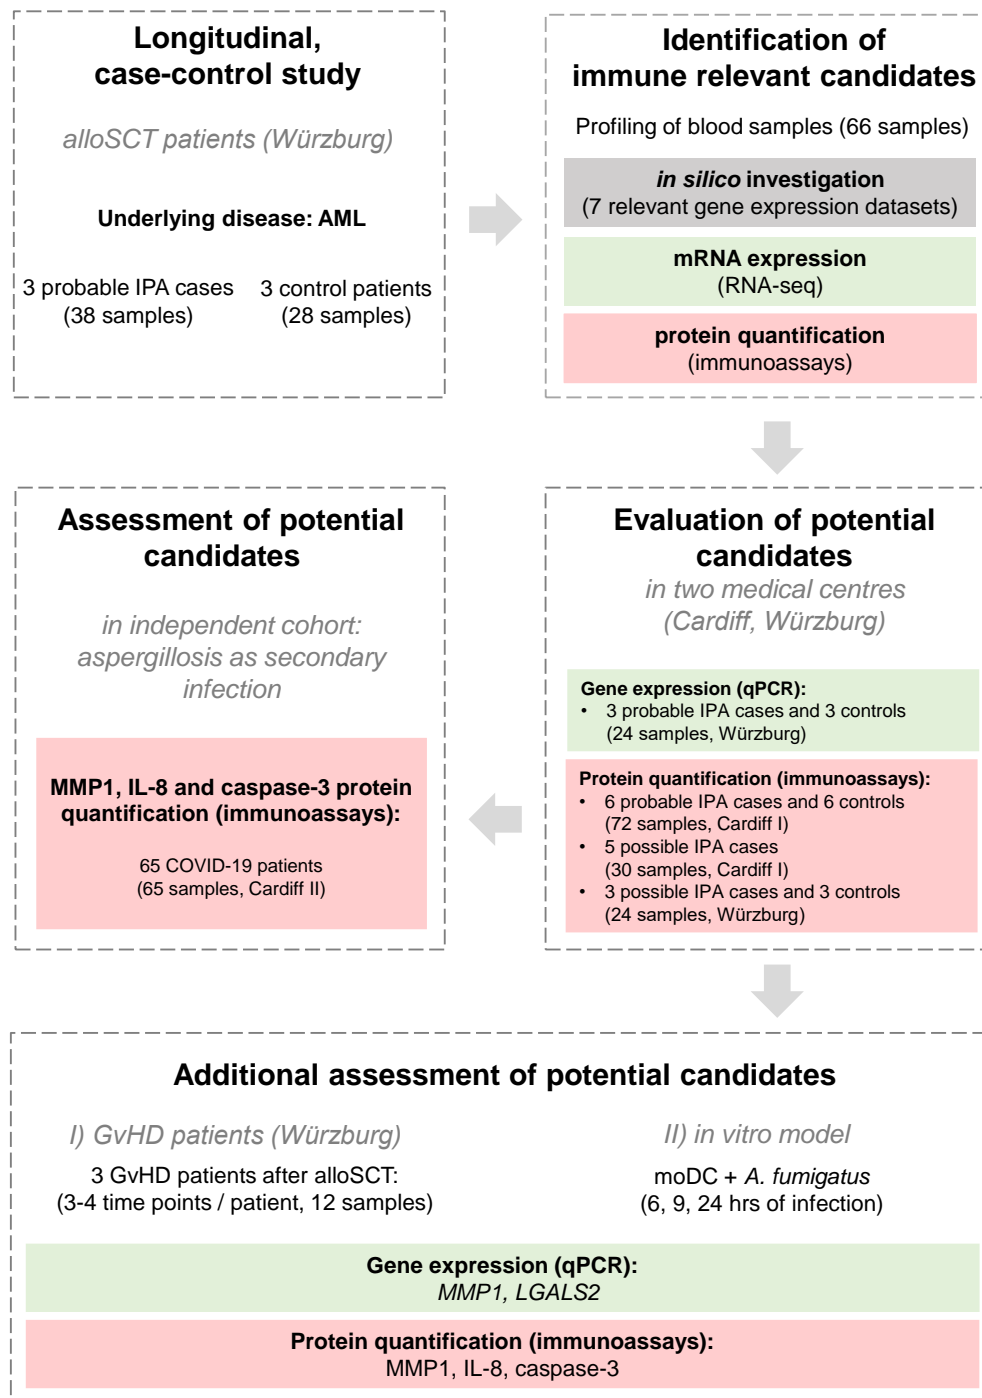 Longitudinal,
case-control study
alloSCT patients (Würzburg)
Underlying disease: AML
3 probable IPA cases
(38 samples)
3 control patients
(28 samples)
Identification of
immune relevant candidates
Profiling of blood samples (66 samples)
in silico investigation
(7 relevant gene expression datasets)
mRNA expression
(RNA-seq)
protein quantification
(immunoassays)
Evaluation of potential
candidates
in two medical centres
(Cardiff, Würzburg)
Gene expression (qPCR):
• 3 probable IPA cases and 3 controls
(24 samples, Würzburg)
Protein quantification (immunoassays):
• 6 probable IPA cases and 6 controls
(72 samples, Cardiff I)
• 5 possible IPA cases
(30 samples, Cardiff I)
• 3 possible IPA cases and 3 controls
(24 samples, Würzburg)
Assessment of potential
candidates
in independent cohort:
aspergillosis as secondary
infection
MMP1, IL-8 and caspase-3 protein
quantification (immunoassays):
65 COVID-19 patients
(65 samples, Cardiff II)
Additional assessment of potential candidates
I) GvHD patients (Würzburg)
3 GvHD patients after alloSCT:
(3-4 time points / patient, 12 samples)
II) in vitro model
moDC + A. fumigatus
(6, 9, 24 hrs of infection)
Gene expression (qPCR):
MMP1, LGALS2
Protein quantification (immunoassays):
MMP1, IL-8, caspase-3